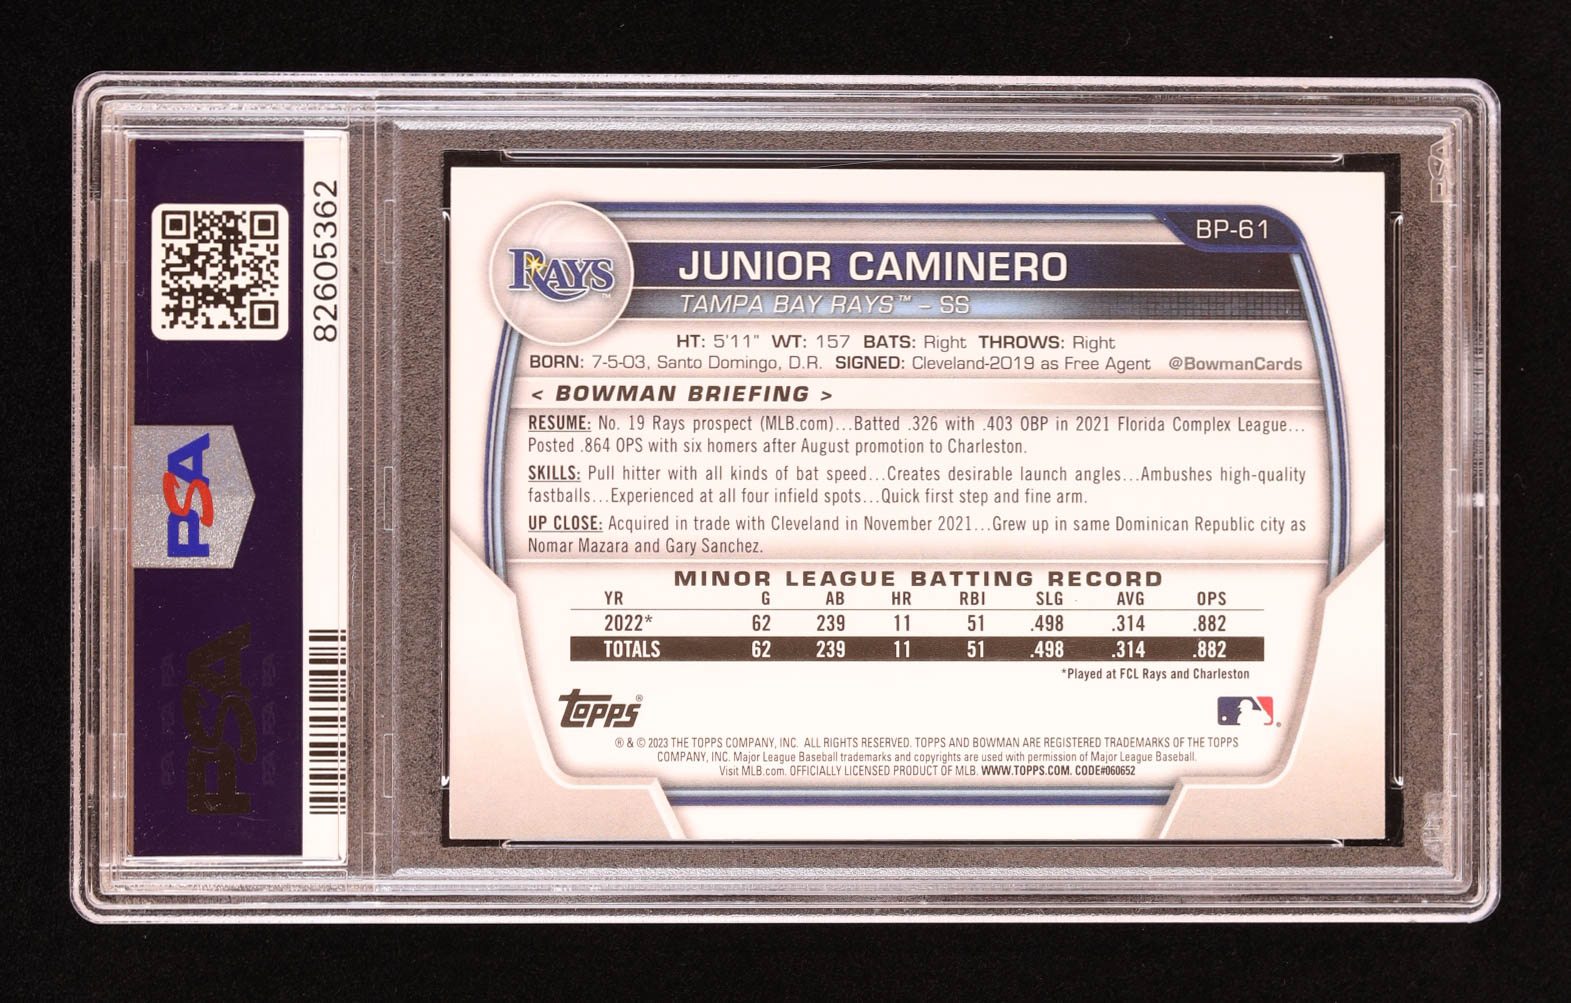 82605362
PSA
PSA
BP-61
RAYS™
JUNIOR CAMINERO
TAMPA BAY RAYS™ – SS
HT: 5'11" WT: 157 BATS: Right THROWS: Right
BORN: 7-5-03, Santo Domingo, D.R. SIGNED: Cleveland-2019 as Free Agent @BowmanCards
< BOWMAN BRIEFING >
RESUME: No. 19 Rays prospect (MLB.com)...Batted .326 with .403 OBP in 2021 Florida Complex League...
Posted .864 OPS with six homers after August promotion to Charleston.
SKILLS: Pull hitter with all kinds of bat speed...Creates desirable launch angles...Ambushes high-quality
fastballs...Experienced at all four infield spots...Quick first step and fine arm.
UP CLOSE: Acquired in trade with Cleveland in November 2021...Grew up in same Dominican Republic city as
Nomar Mazara and Gary Sanchez.
MINOR LEAGUE BATTING RECORD
YR G AB HR RBI SLG AVG OPS
2022* 62 239 11 51 .498 .314 .882
TOTALS 62 239 11 51 .498 .314 .882
*Played at FCL Rays and Charleston
Topps®
® & © 2023 THE TOPPS COMPANY, INC. ALL RIGHTS RESERVED. TOPPS AND BOWMAN ARE REGISTERED TRADEMARKS OF THE TOPPS
COMPANY, INC. Major League Baseball trademarks and copyrights are used with permission of Major League Baseball.
Visit MLB.com. OFFICIALLY LICENSED PRODUCT OF MLB. WWW.TOPPS.COM. CODE#060652
PSA